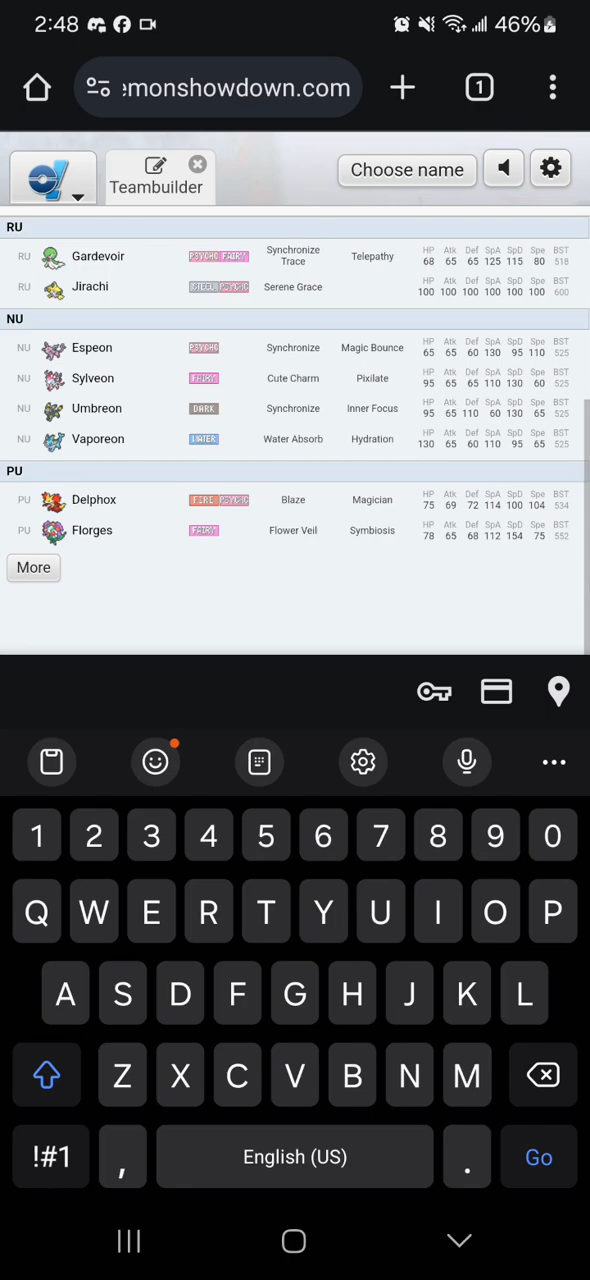 2:48 46%
:emonshowdown.com 1
Teambuilder Choose name
RU
RU Gardevoir PSYCHC FAIRY Synchronize Trace Telepathy HP 68 Atk 65 Def 65 SpA 125 SpD 115 Spe 80 BST 518
RU Jirachi STEEL PSYCHC Serene Grace HP 100 Atk 100 Def 100 SpA 100 SpD 100 Spe 100 BST 600
NU
NU Espeon PSYCHC Synchronize Magic Bounce HP 65 Atk 65 Def 60 SpA 130 SpD 95 Spe 110 BST 525
NU Sylveon FAIRY Cute Charm Pixilate HP 95 Atk 65 Def 65 SpA 110 SpD 130 Spe 60 BST 525
NU Umbreon DARK Synchronize Inner Focus HP 95 Atk 65 Def 110 SpA 60 SpD 130 Spe 65 BST 525
NU Vaporeon WATER Water Absorb Hydration HP 130 Atk 65 Def 60 SpA 110 SpD 95 Spe 65 BST 525
PU
PU Delphox FIRE PSYCHC Blaze Magician HP 75 Atk 69 Def 72 SpA 114 SpD 100 Spe 104 BST 534
PU Florges FAIRY Flower Veil Symbiosis HP 78 Atk 65 Def 68 SpA 112 SpD 154 Spe 75 BST 552
More
1 2 3 4 5 6 7 8 9 0
Q W E R T Y U I O P
A S D F G H J K L
Z X C V B N M
!#1 , English (US) . Go